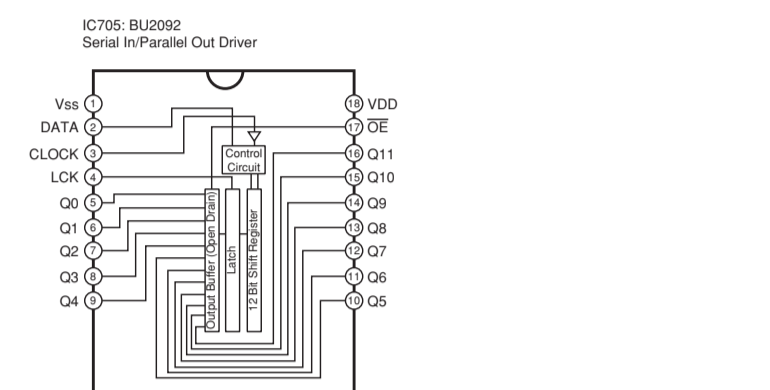 IC705: BU2092
Serial In/Parallel Out Driver
Vss 1
18 VDD
DATA 2
17 OE
CLOCK 3
16 Q11
LCK 4
15 Q10
Q0 5
14 Q9
Q1 6
13 Q8
Q2 7
12 Q7
Q3 8
11 Q6
Q4 9
10 Q5
Control
Circuit
Output Buffer (Open Drain)
Latch
12 Bit Shift Register